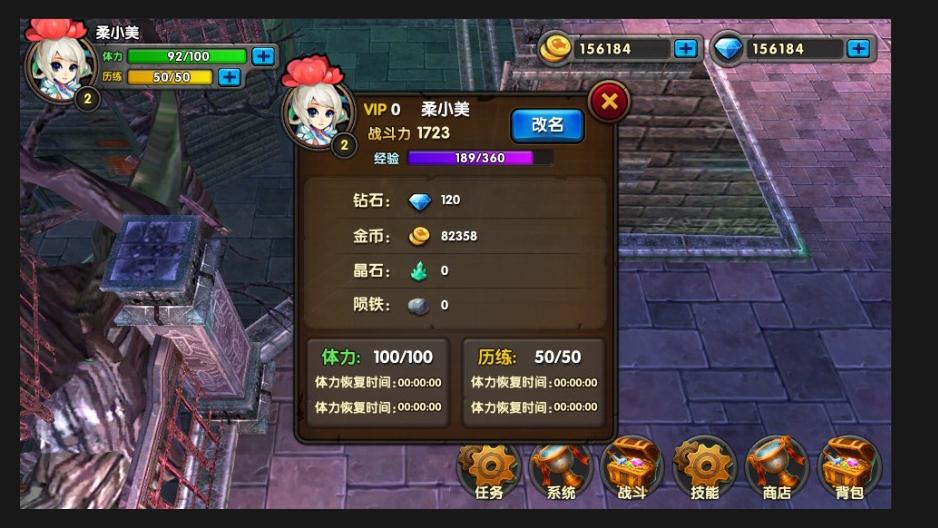 柔小美
体力 92/100
历练 50/50
2
156184
156184
VIP 0 柔小美
战斗力 1723
改名
2
经验 189/360
钻石: 120
金币: 82358
晶石: 0
陨铁: 0
体力: 100/100
体力恢复时间:00:00:00
体力恢复时间:00:00:00
历练: 50/50
体力恢复时间:00:00:00
体力恢复时间:00:00:00
任务
系统
战斗
技能
商店
背包